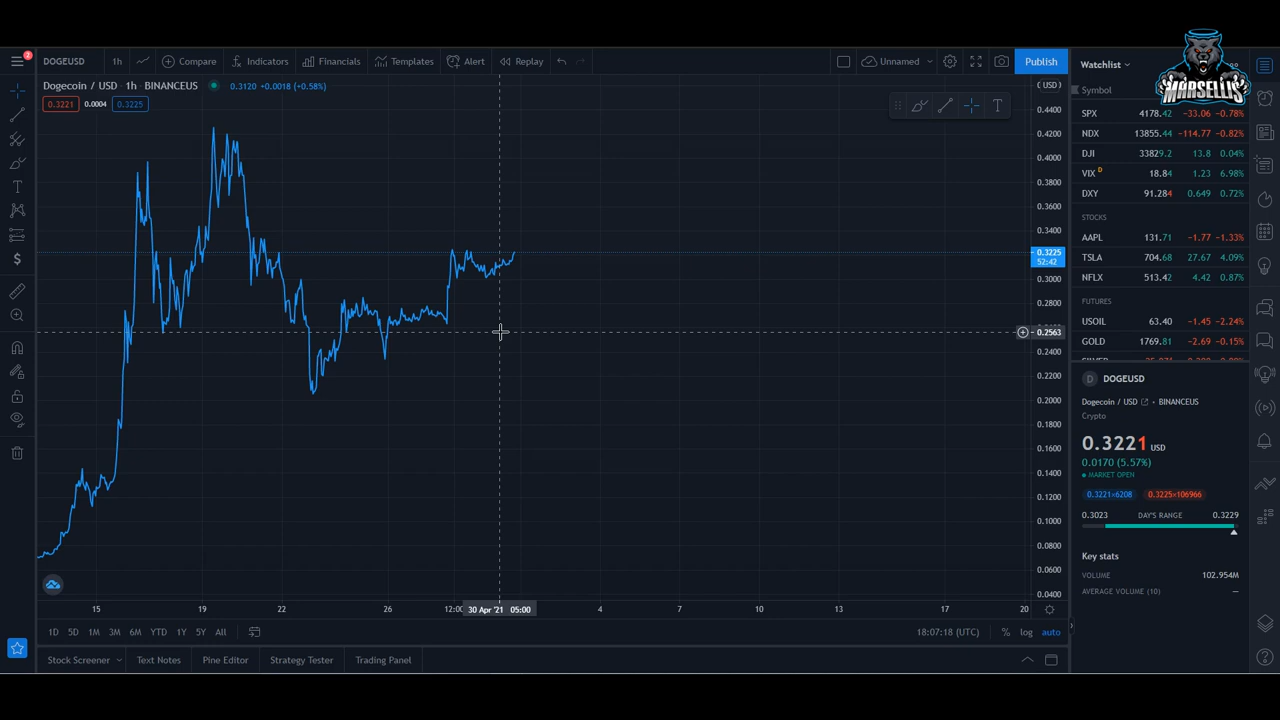 3
DOGEUSD 1h Compare Indicators Financials Templates Alert Replay Unnamed Publish
Dogecoin / USD 1h BINANCEUS 0.3120 +0.0018 (+0.58%)
0.3221 0.0004 0.3225
T
( USD )
0.4400
0.4200
0.4000
0.3800
0.3600
0.3400
0.3225
52:42
0.3000
0.2800
0.2563
0.2400
0.2200
0.2000
0.1800
0.1600
0.1400
0.1200
0.1000
0.0800
0.0600
0.0400
15 19 22 26 12:00 30 Apr '21 05:00 4 7 10 13 17 20
1D 5D 1M 3M 6M YTD 1Y 5Y All 18:07:18 (UTC) % log auto
Stock Screener Text Notes Pine Editor Strategy Tester Trading Panel
Watchlist
MARSELLIS
Symbol
SPX 4178.42 -33.06 -0.78%
NDX 13855.44 -114.77 -0.82%
DJI 33829.2 13.8 0.04%
VIX D 18.84 1.23 6.98%
DXY 91.284 0.649 0.72%
STOCKS
AAPL 131.71 -1.77 -1.33%
TSLA 704.68 27.67 4.09%
NFLX 513.42 4.42 0.87%
FUTURES
USOIL 63.40 -1.45 -2.24%
GOLD 1769.81 -2.69 -0.15%
D DOGEUSD
Dogecoin / USD • BINANCEUS
Crypto
0.3221 USD
0.0170 (5.57%)
MARKET OPEN
0.3221×6208 0.3225×106966
0.3023 DAY'S RANGE 0.3229
Key stats
VOLUME 102.954M
AVERAGE VOLUME (10) —